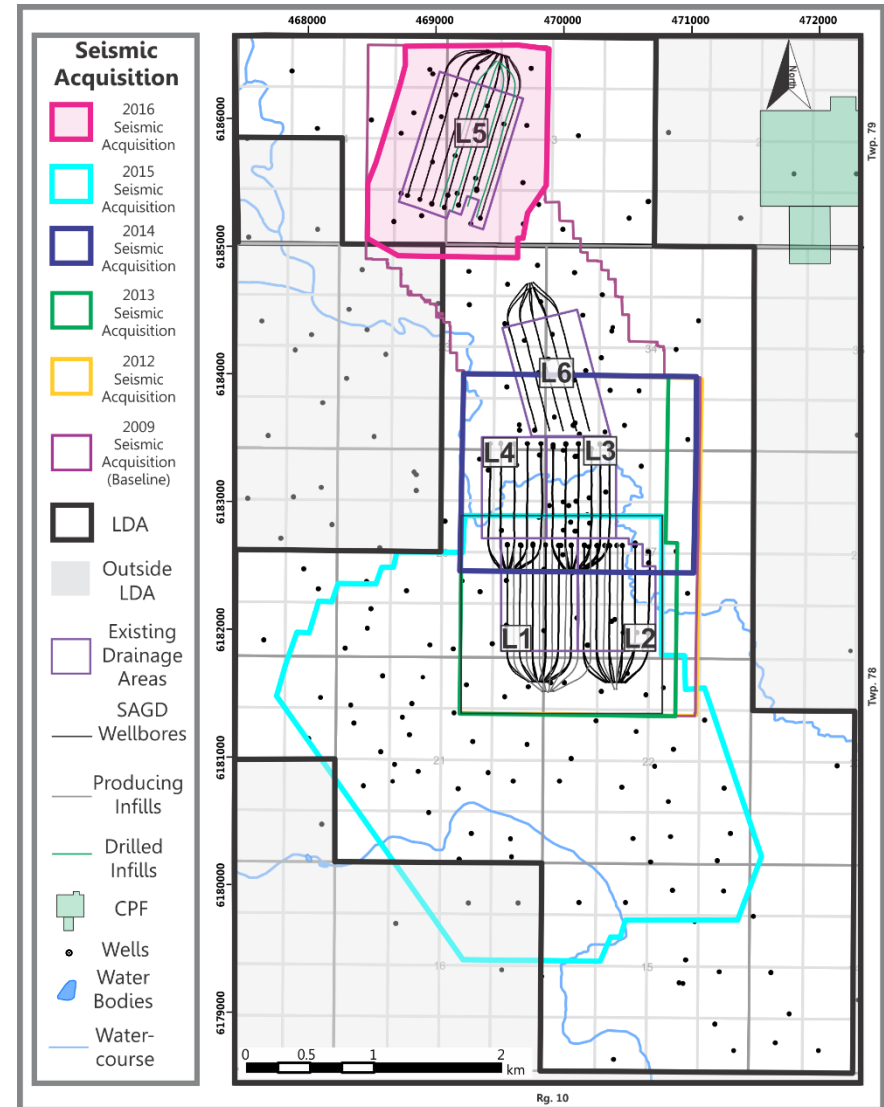 Seismic
Acquisition
2016
Seismic
Acquisition
2015
Seismic
Acquisition
2014
Seismic
Acquisition
2013
Seismic
Acquisition
2012
Seismic
Acquisition
2009
Seismic
Acquisition
(Baseline)
LDA
Outside
LDA
Existing
Drainage
Areas
SAGD
Wellbores
Producing
Infills
Drilled
Infills
CPF
Wells
Water
Bodies
Water-
course
468000
469000
470000
471000
472000
6186000
6185000
6184000
6183000
6182000
6181000
6180000
6179000
North
Twp. 79
Twp. 78
L5
L6
L4
L3
L1
L2
3
34
21
22
16
15
0
0.5
1
2
km
Rg. 10